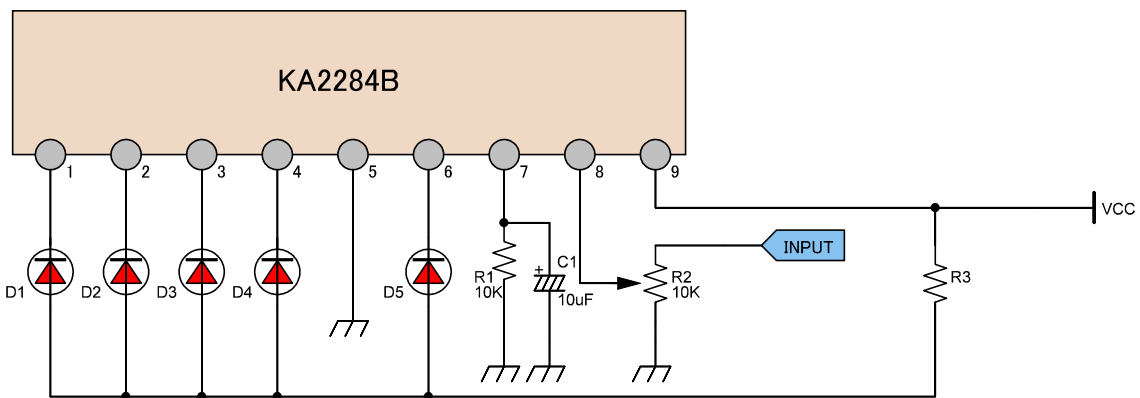 KA2284B
1 2 3 4 5 6 7 8 9
VCC
INPUT
D1 D2 D3 D4 D5
R1
10K
C1
+
10uF
R2
10K
R3